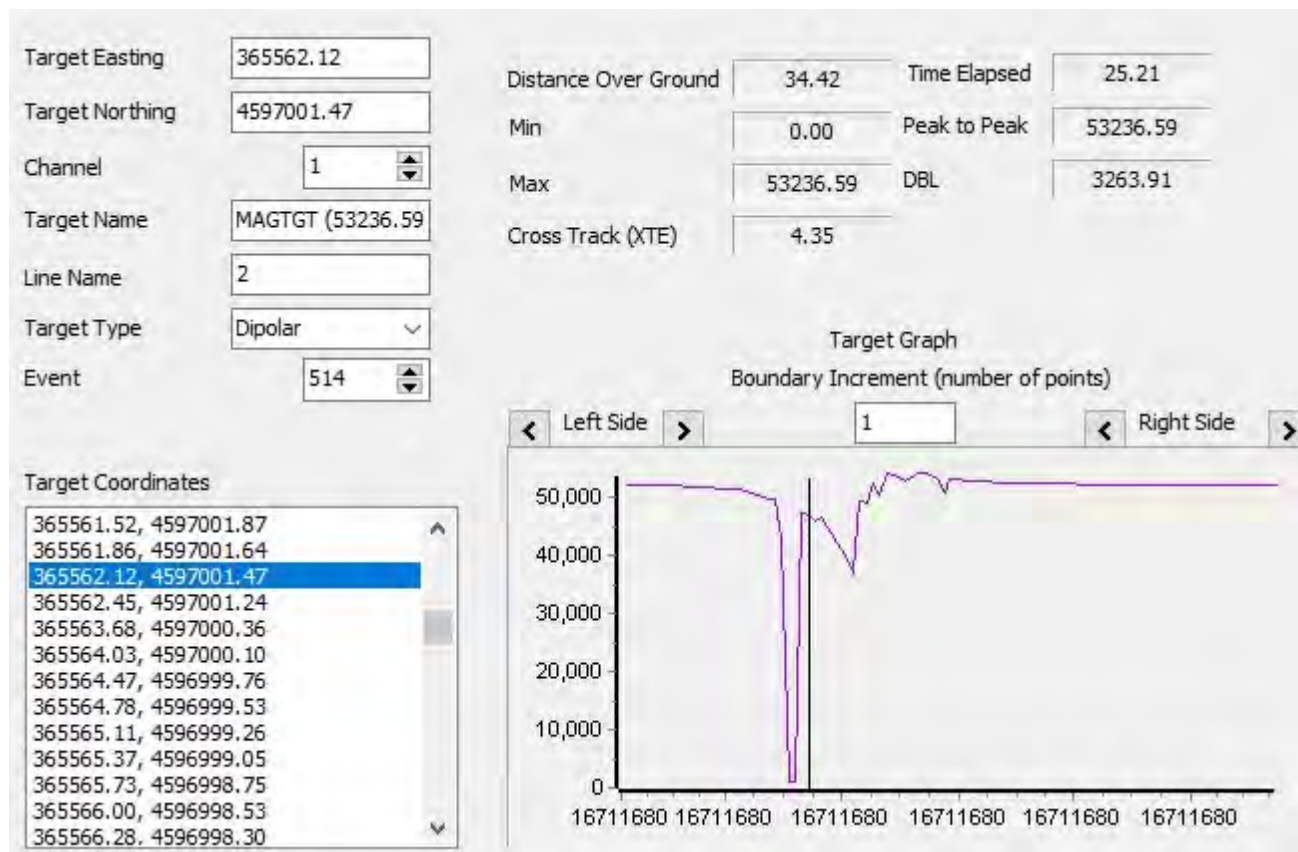 Target Easting 365562.12
Target Northing 4597001.47
Channel 1
Target Name MAGTGT (53236.59
Line Name 2
Target Type Dipolar
Event 514
Distance Over Ground 34.42 Time Elapsed 25.21
Min 0.00 Peak to Peak 53236.59
Max 53236.59 DBL 3263.91
Cross Track (XTE) 4.35
Target Graph
Boundary Increment (number of points)
< Left Side > 1 < Right Side >
Target Coordinates
365561.52, 4597001.87
365561.86, 4597001.64
365562.12, 4597001.47
365562.45, 4597001.24
365563.68, 4597000.36
365564.03, 4597000.10
365564.47, 4596999.76
365564.78, 4596999.53
365565.11, 4596999.26
365565.37, 4596999.05
365565.73, 4596998.75
365566.00, 4596998.53
365566.28, 4596998.30
50,000
40,000
30,000
20,000
10,000
0
16711680 16711680 16711680 16711680 16711680 16711680